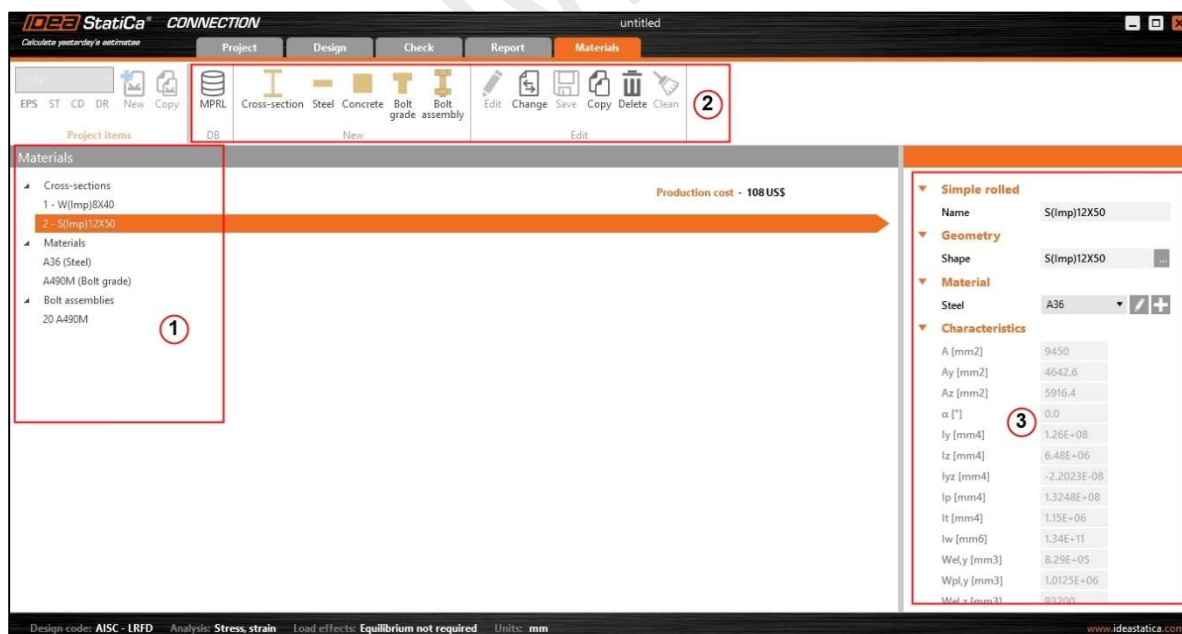 IDEA StatiCa® CONNECTION
untitled
Calculate yesterday's estimates
Project Design Check Report Materials
CON1
EPS ST CD DR New Copy
MPRL
Cross-section Steel Concrete Bolt grade Bolt assembly
Edit Change Save Copy Delete Clean
2
Project items DB New Edit
Materials
Cross-sections
1 - W(Imp)8X40
2 - S(Imp)12X50
Materials
A36 (Steel)
A490M (Bolt grade)
Bolt assemblies
20 A490M
1
Production cost - 108 US$
Simple rolled
Name S(Imp)12X50
Geometry
Shape S(Imp)12X50 ...
Material
Steel A36
Characteristics
A [mm2] 9450
Ay [mm2] 4642.6
Az [mm2] 5916.4
α [°] 0.0
3
Iy [mm4] 1.26E+08
Iz [mm4] 6.48E+06
Iyz [mm4] -2.2023E-08
Ip [mm4] 1.3248E+08
It [mm4] 1.15E+06
Iw [mm6] 1.34E+11
Wel,y [mm3] 8.29E+05
Wpl,y [mm3] 1.0125E+06
Wel,z [mm3] 93200
Design code: AISC - LRFD Analysis: Stress, strain Load effects: Equilibrium not required Units: mm
www.ideastatica.com